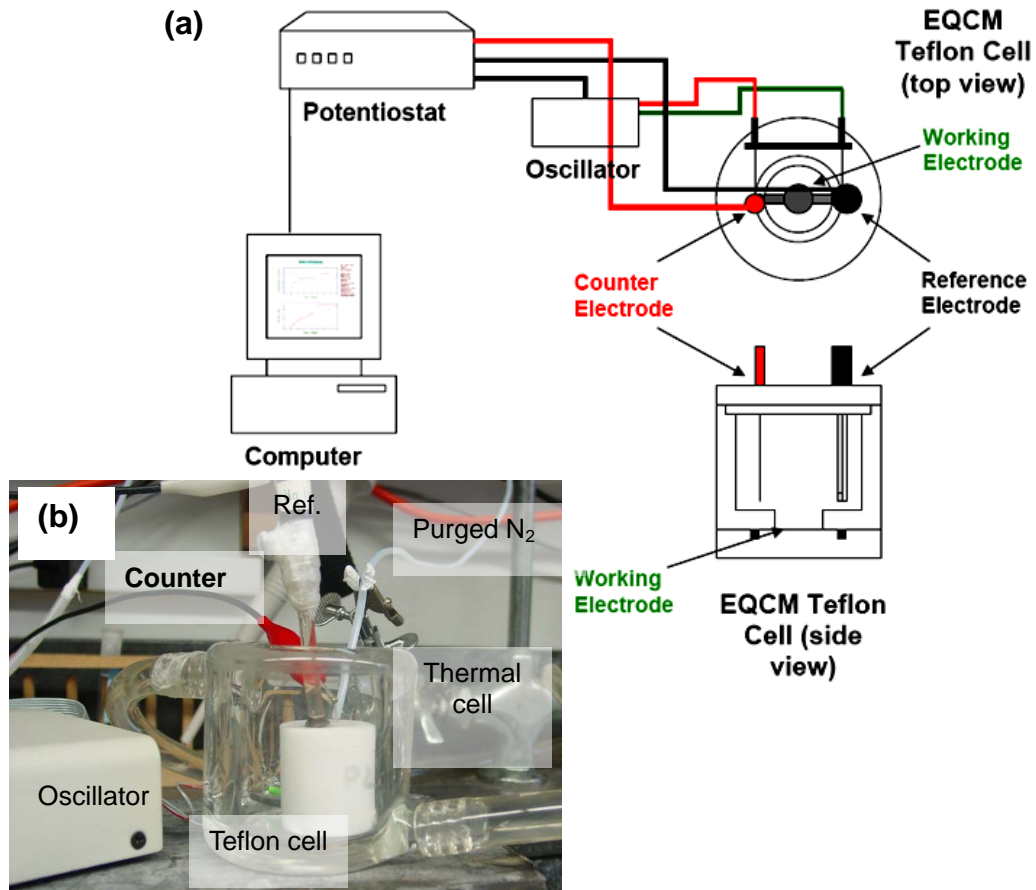 (a)
EQCM
Teflon Cell
(top view)
Potentiostat
Oscillator
Working
Electrode
Counter
Electrode
Reference
Electrode
Computer
(b)
Ref.
Purged N₂
Counter
Thermal
cell
Oscillator
Teflon cell
Working
Electrode
EQCM Teflon
Cell (side
view)